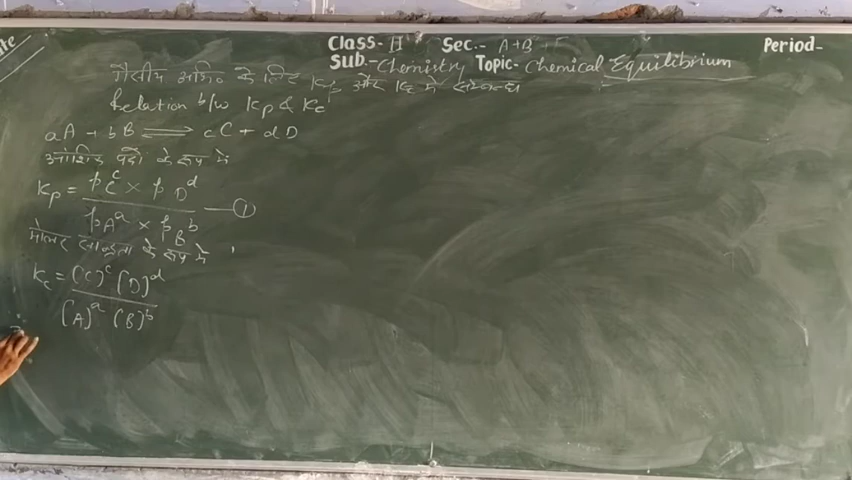 ate
Class- 11 Sec.- A+B Period-
Sub.- Chemistry Topic- Chemical Equilibrium
गैसीय अभि० के लिए Kp और Kc में सम्बन्ध
Relation b/w Kp & Kc
aA + bB ⇌ cC + dD
आंशिक दाबों के रूप में
Kp = pC^c × pD^d / pA^a × pB^b —①
मोलर सान्द्रता के रूप में
Kc = [C]^c [D]^d / [A]^a [B]^b